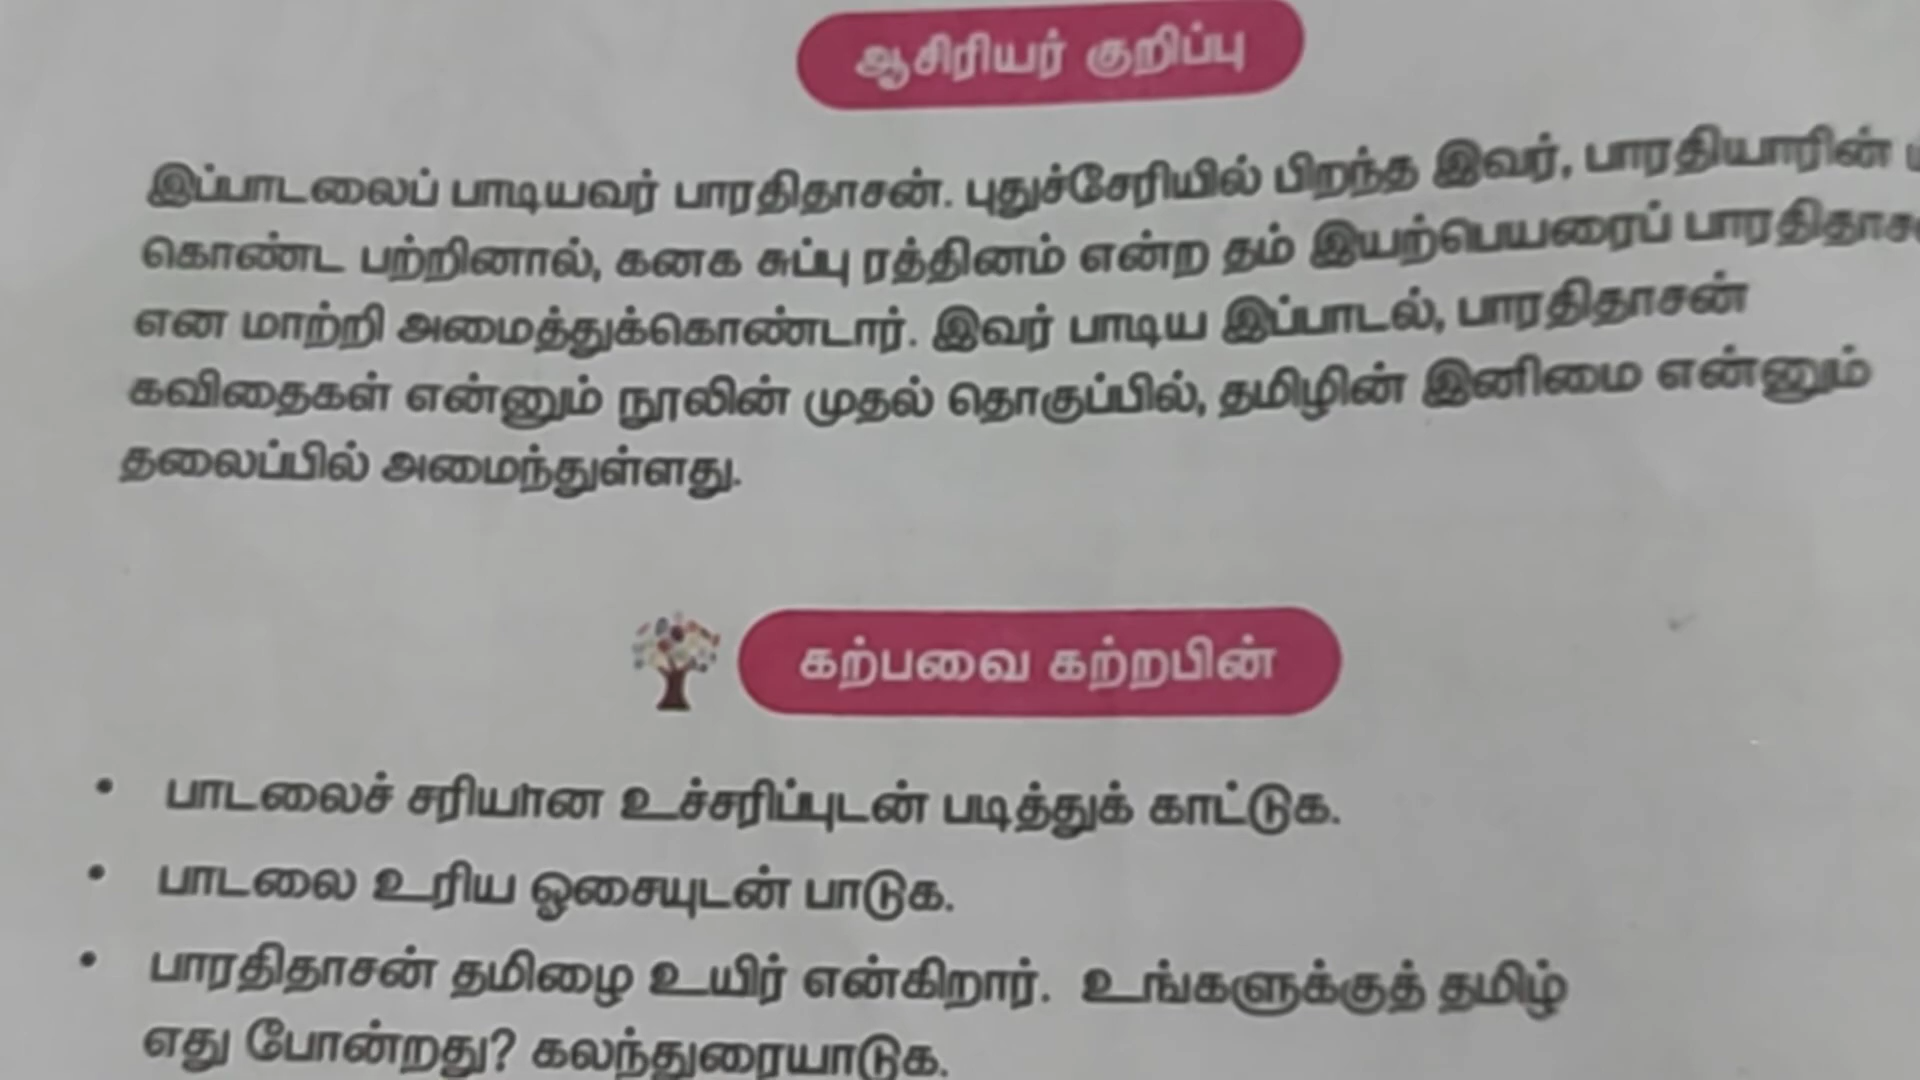 ஆசிரியர் குறிப்பு
இப்பாடலைப் பாடியவர் பாரதிதாசன். புதுச்சேரியில் பிறந்த இவர், பாரதியாரின்
கொண்ட பற்றினால், கனக சுப்பு ரத்தினம் என்ற தம் இயற்பெயரைப்
என மாற்றி அமைத்துக்கொண்டார். இவர் பாடிய இப்பாடல், பாரதிதாசன்
கவிதைகள் என்னும் நூலின் முதல் தொகுப்பில், தமிழின் இனிமை என்னும்
தலைப்பில் அமைந்துள்ளது.
கற்பவை கற்றபின்
• பாடலைச் சரியான உச்சரிப்புடன் படித்துக் காட்டுக.
• பாடலை உரிய ஓசையுடன் பாடுக.
• பாரதிதாசன் தமிழை உயிர் என்கிறார். உங்களுக்குத் தமிழ்
எது போன்றது? கலந்துரையாடுக.